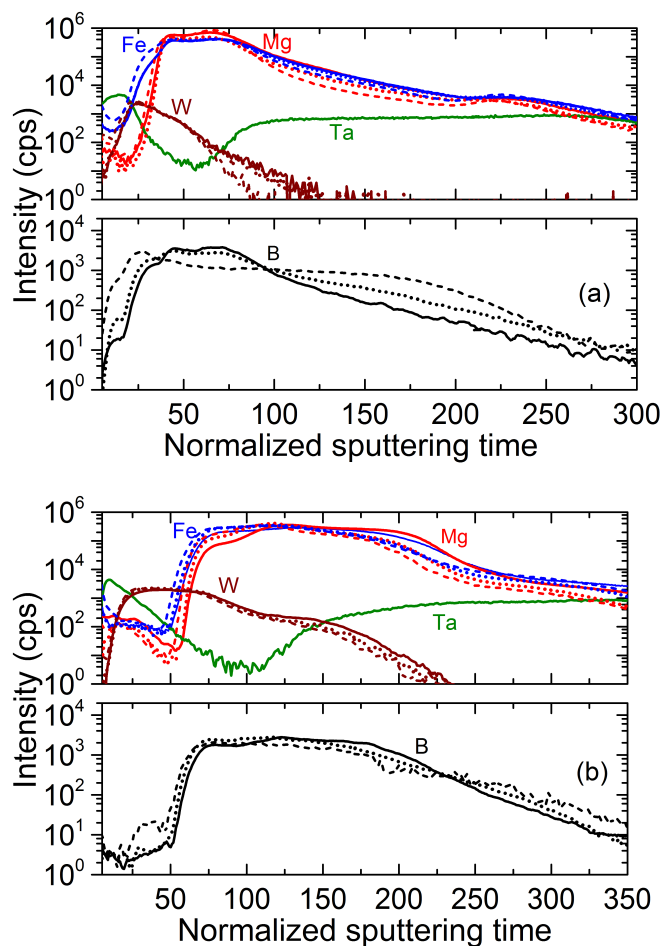 10^6
Fe
Mg
10^4
W
10^2
Ta
10^0
Intensity (cps)
10^4
10^3
B
10^2
(a)
10^1
10^0
50 100 150 200 250 300
Normalized sputtering time
10^6
Fe
Mg
10^4
W
10^2
Ta
10^0
Intensity (cps)
10^4
10^3
B
10^2
(b)
10^1
10^0
50 100 150 200 250 300 350
Normalized sputtering time